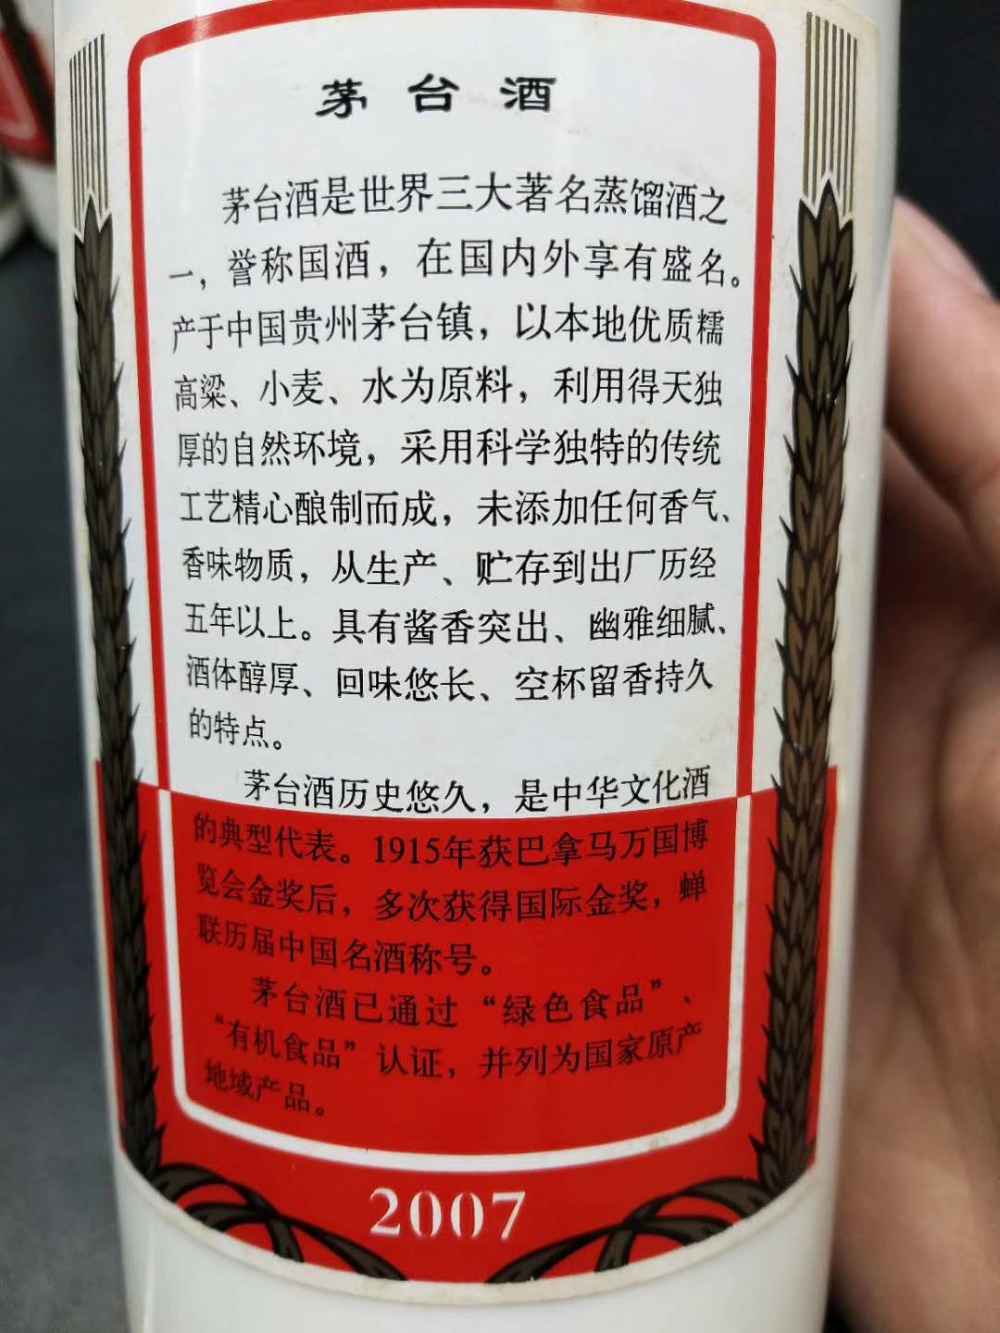 茅台酒
茅台酒是世界三大著名蒸馏酒之
一，誉称国酒，在国内外享有盛名。
产于中国贵州茅台镇，以本地优质糯
高粱、小麦、水为原料，利用得天独
厚的自然环境，采用科学独特的传统
工艺精心酿制而成，未添加任何香气、
香味物质，从生产、贮存到出厂历经
五年以上。具有酱香突出、幽雅细腻、
酒体醇厚、回味悠长、空杯留香持久
的特点。
茅台酒历史悠久，是中华文化酒
的典型代表。1915年获巴拿马万国博
览会金奖后，多次获得国际金奖，蝉
联历届中国名酒称号。
茅台酒已通过“绿色食品”、
“有机食品”认证，并列为国家原产
地域产品。
2007